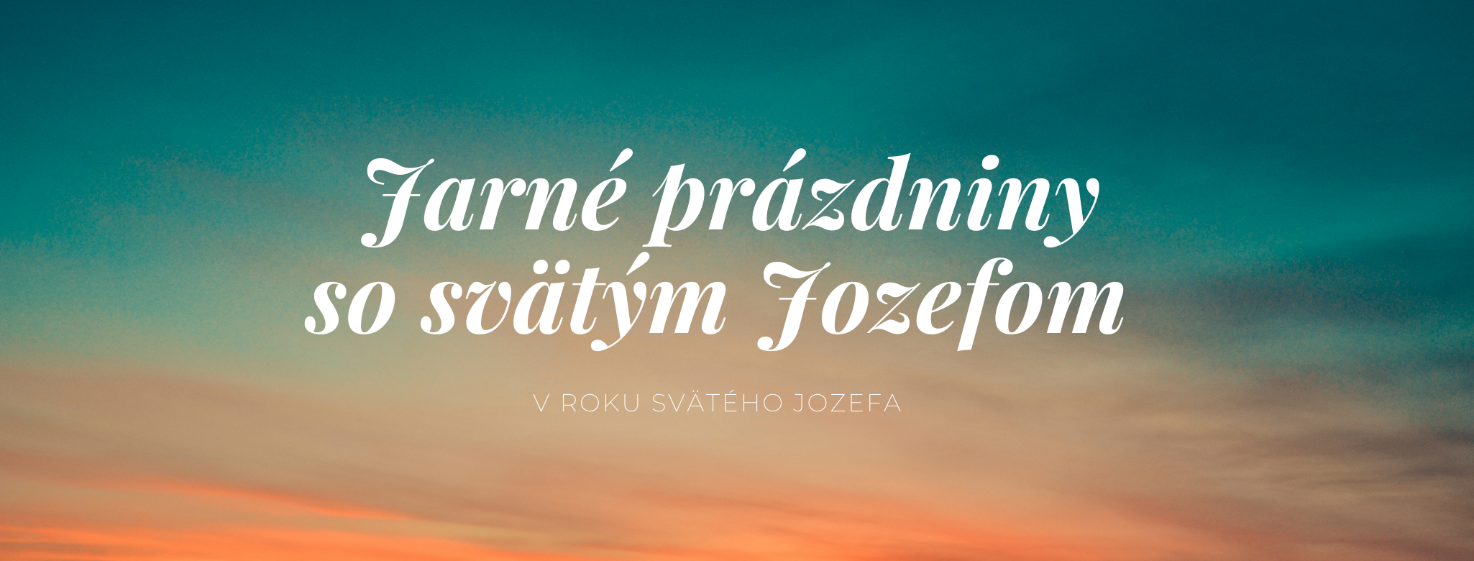 Jarné prázdniny
so svätým Jozefom
V ROKU SVÄTÉHO JOZEFA